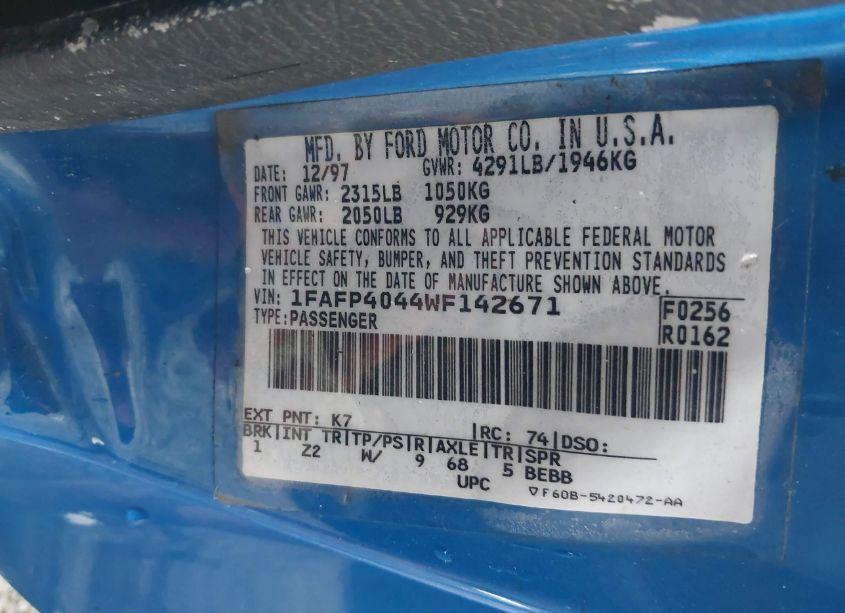 MFD. BY FORD MOTOR CO. IN U.S.A.
DATE: 12/97 GVWR: 4291LB/1946KG
FRONT GAWR: 2315LB 1050KG
REAR GAWR: 2050LB 929KG
THIS VEHICLE CONFORMS TO ALL APPLICABLE FEDERAL MOTOR
VEHICLE SAFETY, BUMPER, AND THEFT PREVENTION STANDARDS
IN EFFECT ON THE DATE OF MANUFACTURE SHOWN ABOVE.
VIN: 1FAFP4044WF142671 F0256
TYPE: PASSENGER R0162
EXT PNT: K7 |RC: 74|DSO:
BRK|INT TR|TP/PS|R|AXLE|TR|SPR
1 Z2 W/ 9 68 5 BEBB
UPC ▽F60B-5420472-AA